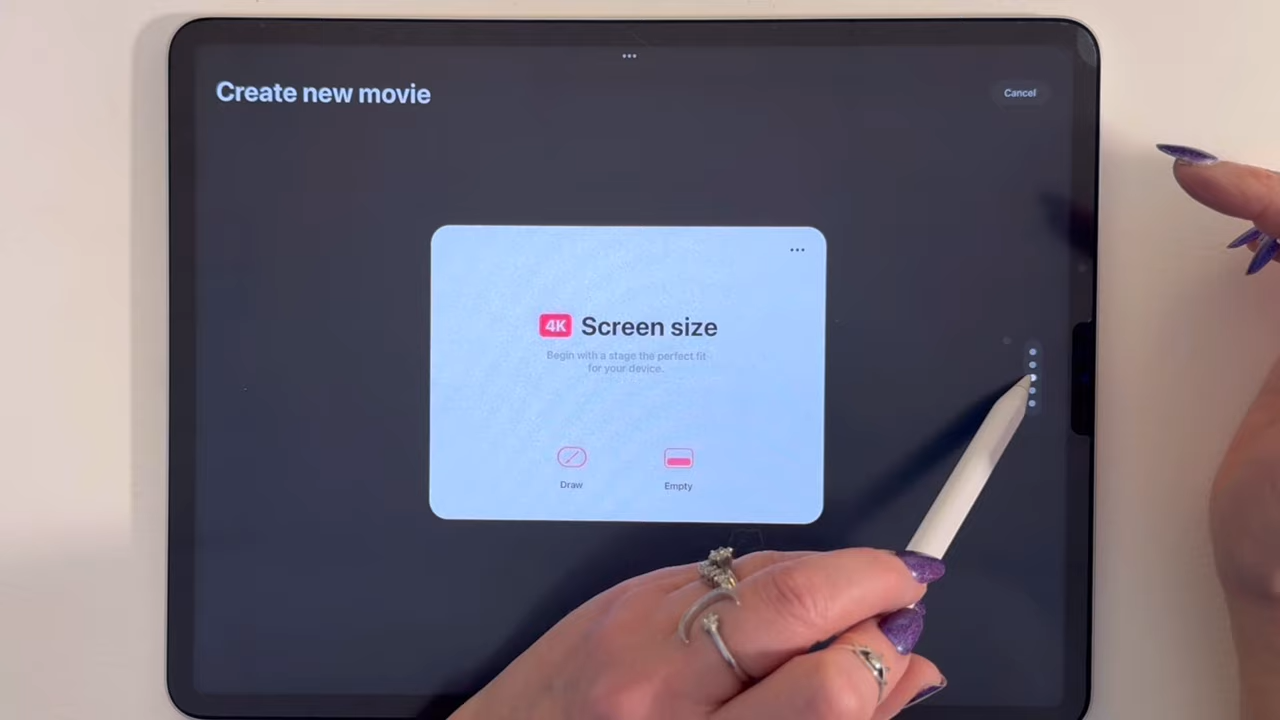 Create new movie
Cancel
4K Screen size
Begin with a stage the perfect fit
for your device.
Draw
Empty